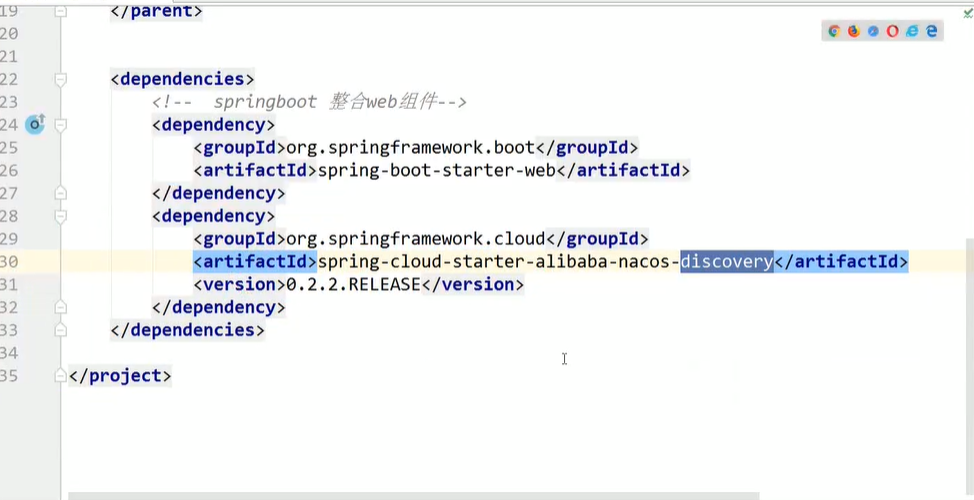 19 </parent>
20
21
22 <dependencies>
23 <!-- springboot 整合web组件-->
24 <dependency>
25 <groupId>org.springframework.boot</groupId>
26 <artifactId>spring-boot-starter-web</artifactId>
27 </dependency>
28 <dependency>
29 <groupId>org.springframework.cloud</groupId>
30 <artifactId>spring-cloud-starter-alibaba-nacos-discovery</artifactId>
31 <version>0.2.2.RELEASE</version>
32 </dependency>
33 </dependencies>
34
35 </project>